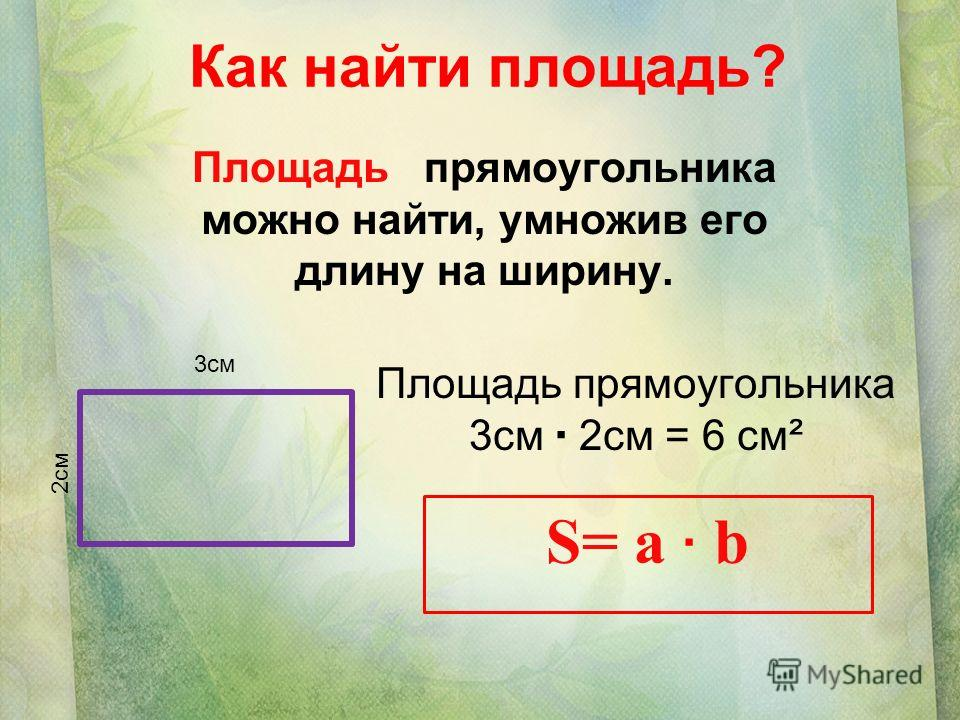 Как найти площадь?
Площадь прямоугольника
можно найти, умножив его
длину на ширину.
3см
2см
Площадь прямоугольника
3см · 2см = 6 см²
S= a · b
MyShared